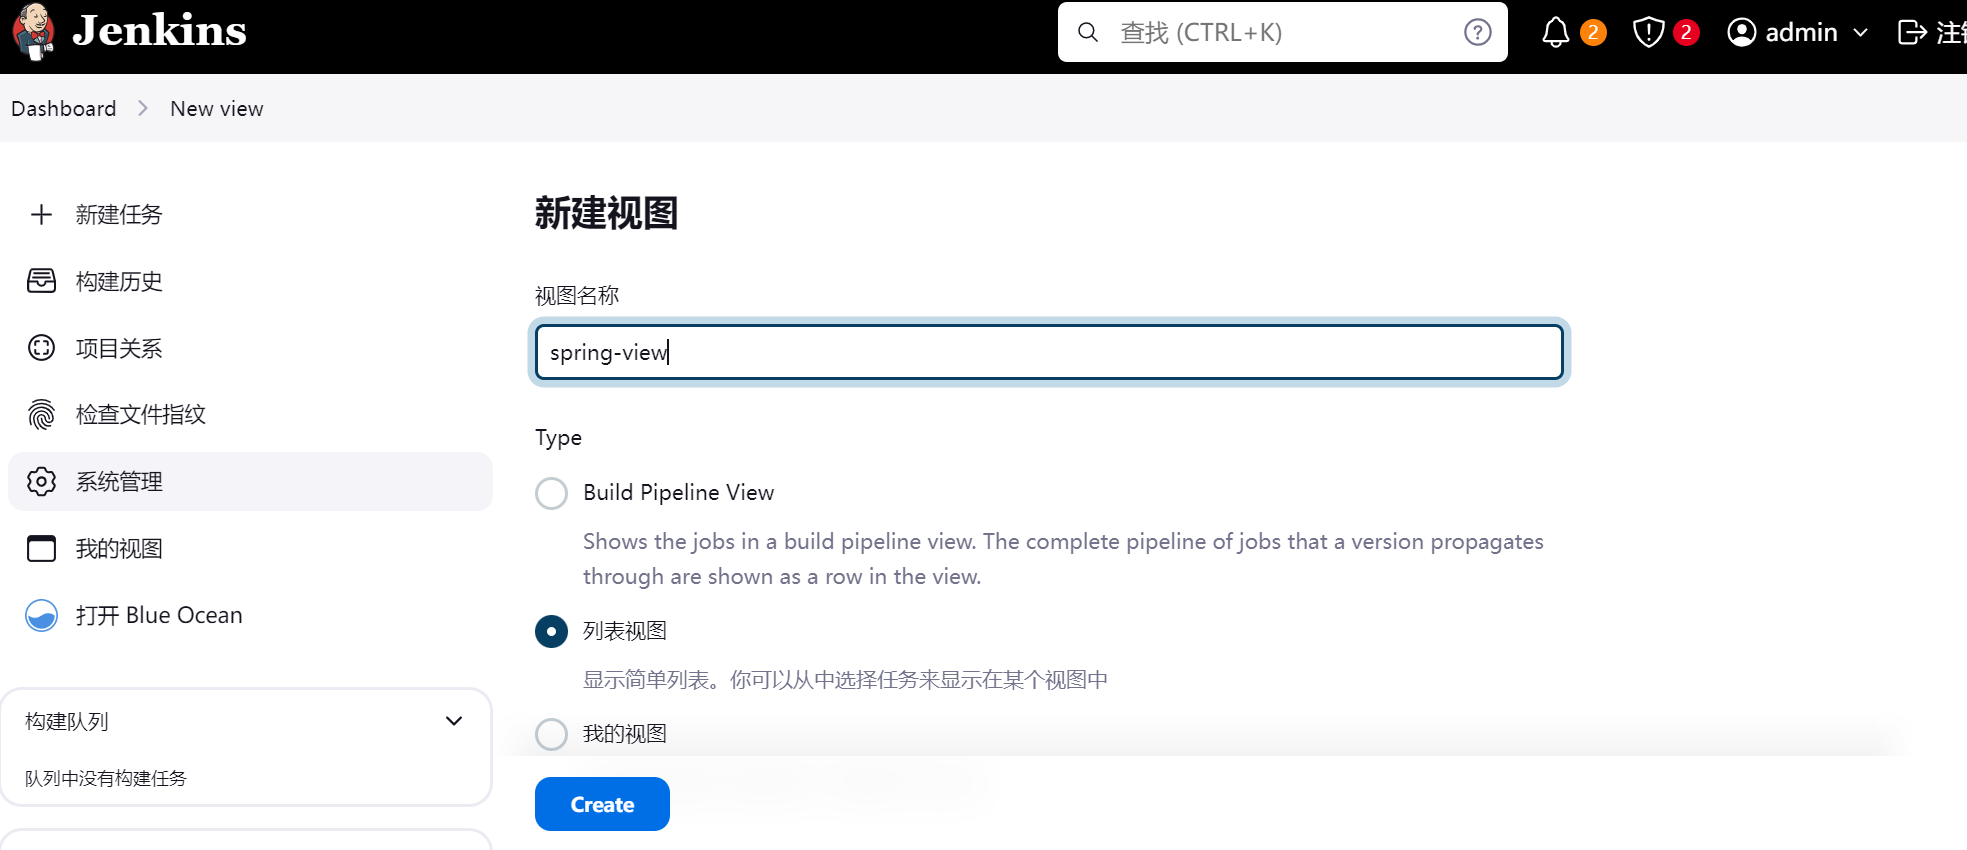 Jenkins
查找 (CTRL+K)
2
2
admin
注
Dashboard
New view
新建任务
构建历史
项目关系
检查文件指纹
系统管理
我的视图
打开 Blue Ocean
构建队列
队列中没有构建任务
新建视图
视图名称
spring-view
Type
Build Pipeline View
Shows the jobs in a build pipeline view. The complete pipeline of jobs that a version propagates
through are shown as a row in the view.
列表视图
显示简单列表。你可以从中选择任务来显示在某个视图中
我的视图
Create